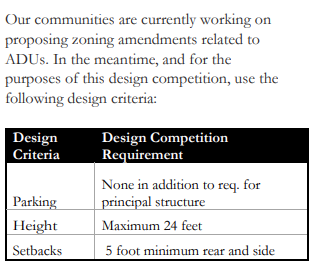 Our communities are currently working on
proposing zoning amendments related to
ADUs. In the meantime, and for the
purposes of this design competition, use the
following design criteria:
Design Criteria | Design Competition Requirement
Parking | None in addition to req. for principal structure
Height | Maximum 24 feet
Setbacks | 5 foot minimum rear and side